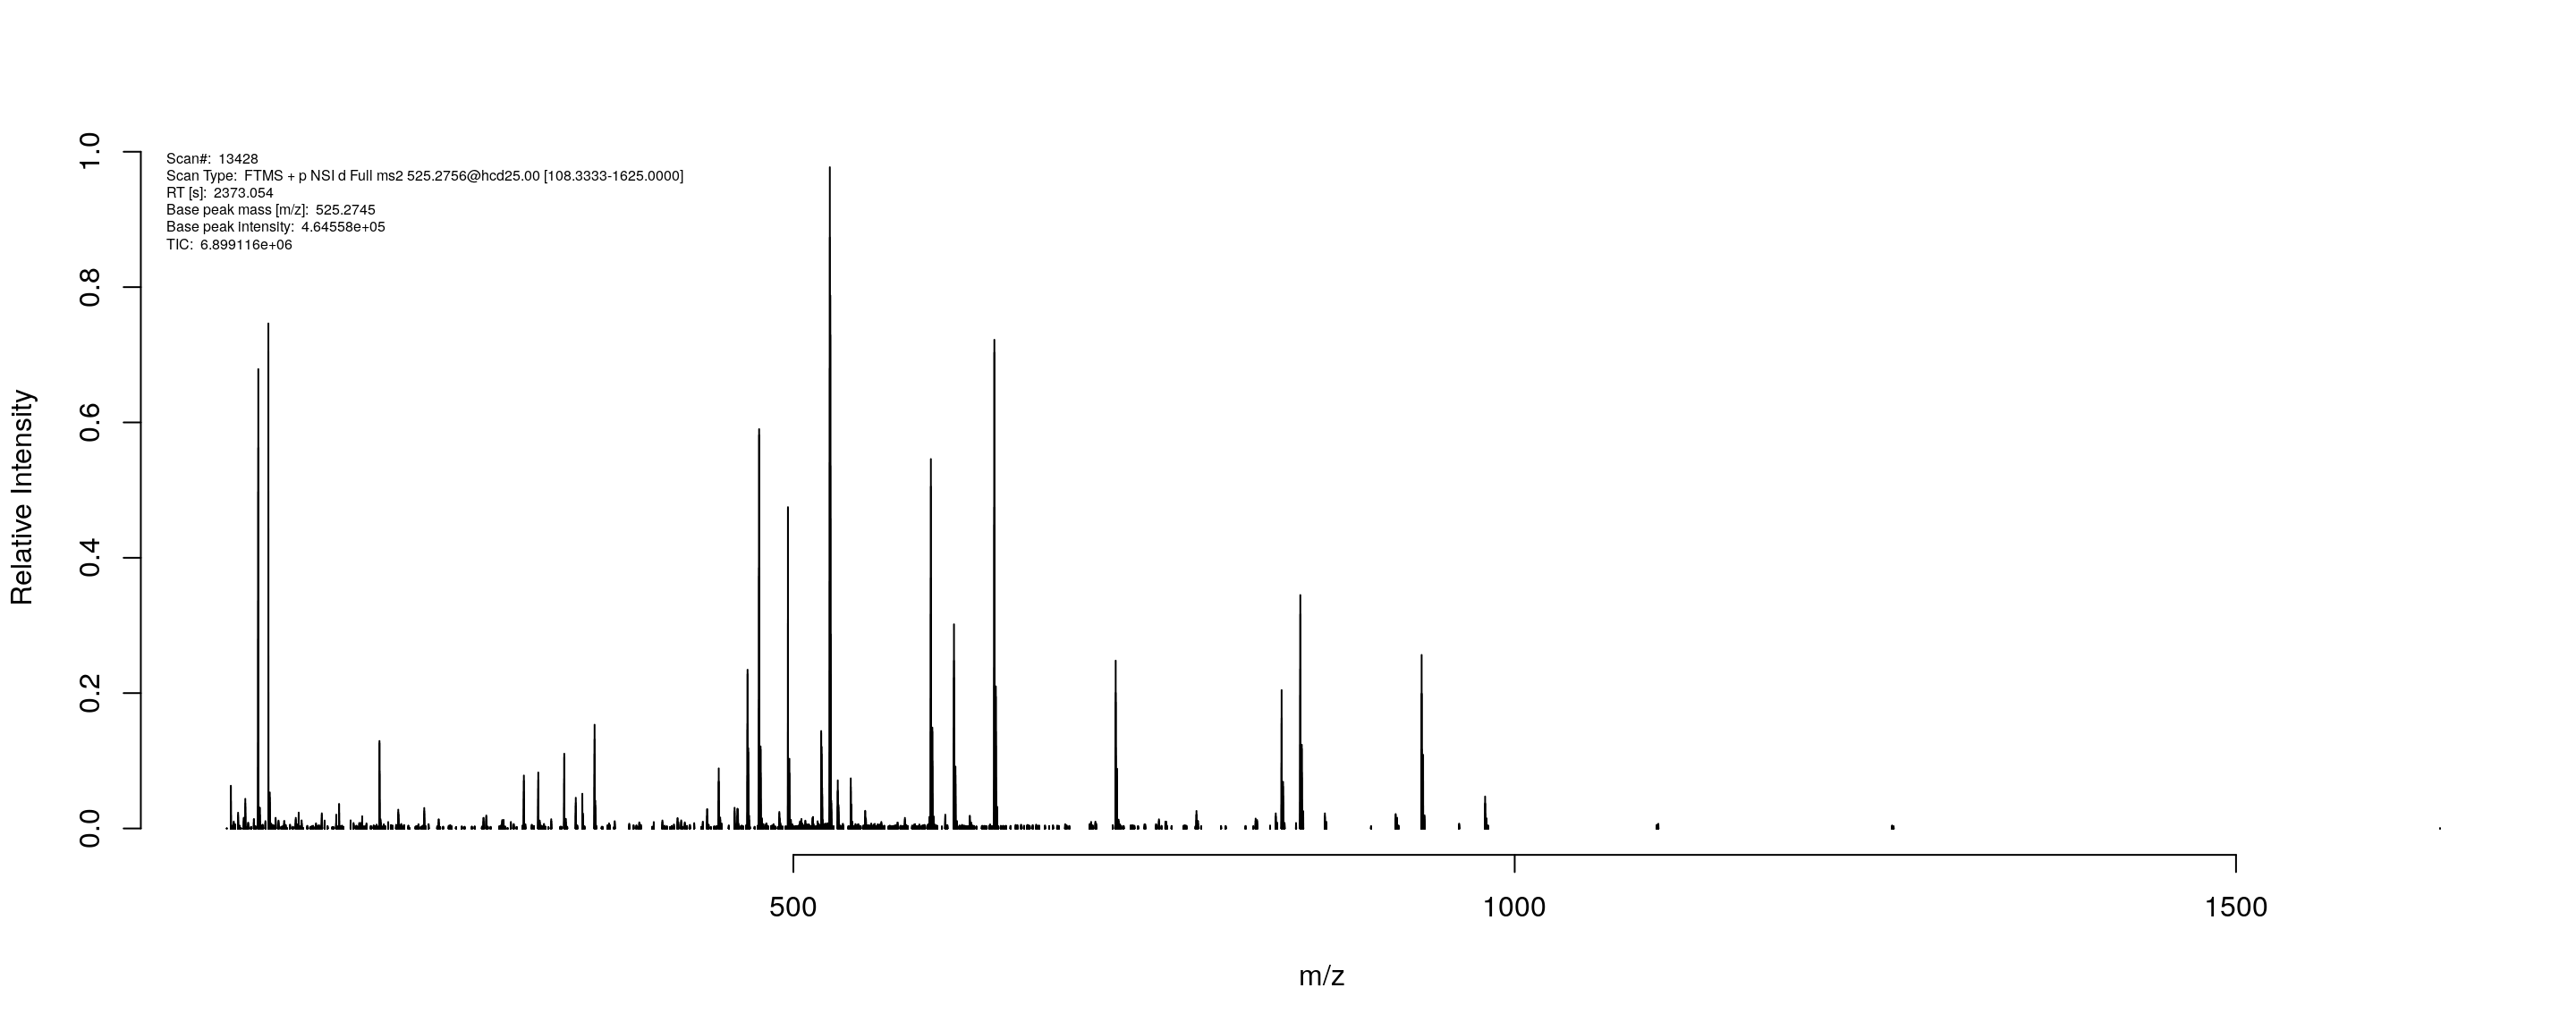 1.0
Scan#: 13428
Scan Type: FTMS + p NSI d Full ms2 525.2756@hcd25.00 [108.3333-1625.0000]
RT [s]: 2373.054
Base peak mass [m/z]: 525.2745
Base peak intensity: 4.64558e+05
TIC: 6.899116e+06
0.8
0.6
0.4
0.2
0.0
Relative Intensity
500 1000 1500
m/z